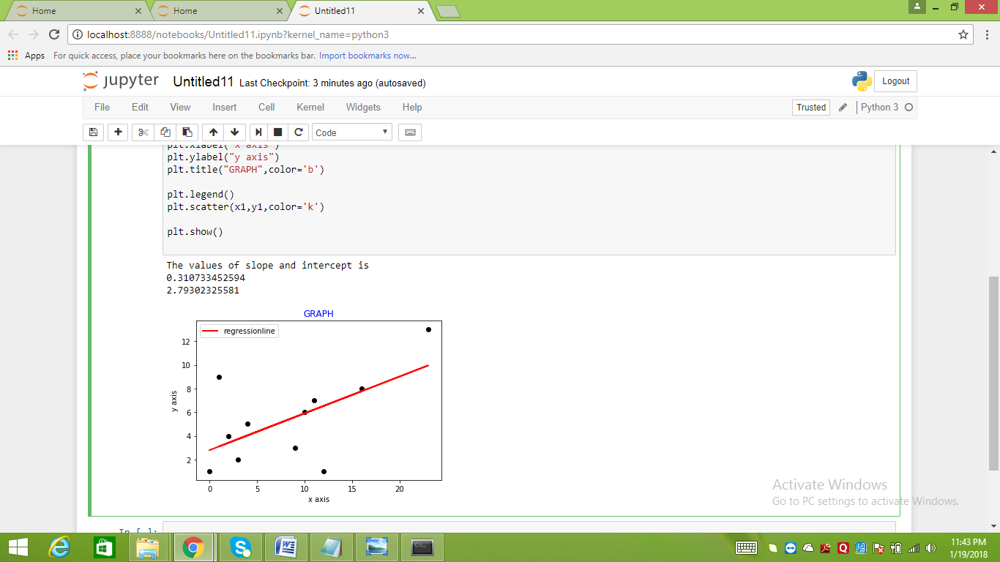 Home
Home
Untitled11
localhost:8888/notebooks/Untitled11.ipynb?kernel_name=python3
Apps For quick access, place your bookmarks here on the bookmarks bar. Import bookmarks now...
jupyter Untitled11 Last Checkpoint: 3 minutes ago (autosaved) Logout
File Edit View Insert Cell Kernel Widgets Help Trusted Python 3
Code
plt.xlabel("x axis")
plt.ylabel("y axis")
plt.title("GRAPH",color='b')
plt.legend()
plt.scatter(x1,y1,color='k')
plt.show()
The values of slope and intercept is
0.310733452594
2.79302325581
GRAPH
regressionline
12
10
8
6
4
2
y axis
0 5 10 15 20
x axis
Activate Windows
Go to PC settings to activate Windows.
In [ ]:
11:43 PM
1/19/2018